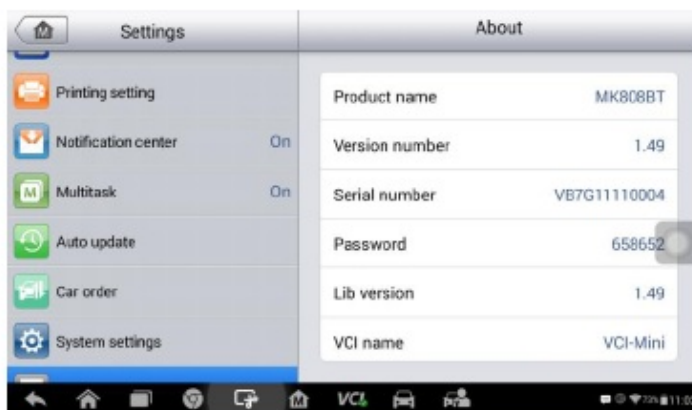 Settings
About
Printing setting
Notification center On
Multitask On
Auto update
Car order
System settings
Product name MK808BT
Version number 1.49
Serial number VB7G11110004
Password 658652
Lib version 1.49
VCI name VCI-Mini
VCI